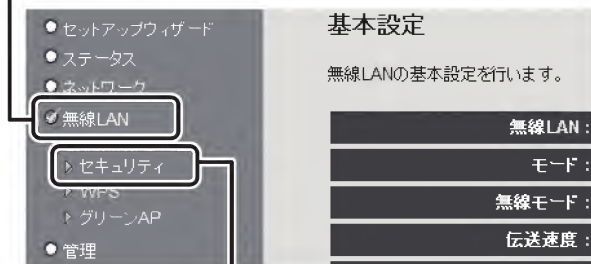 セットアップウィザード
ステータス
ネットワーク
無線LAN
セキュリティ
WPS
グリーンAP
管理
基本設定
無線LANの基本設定を行います。
無線LAN:
モード:
無線モード:
伝送速度: